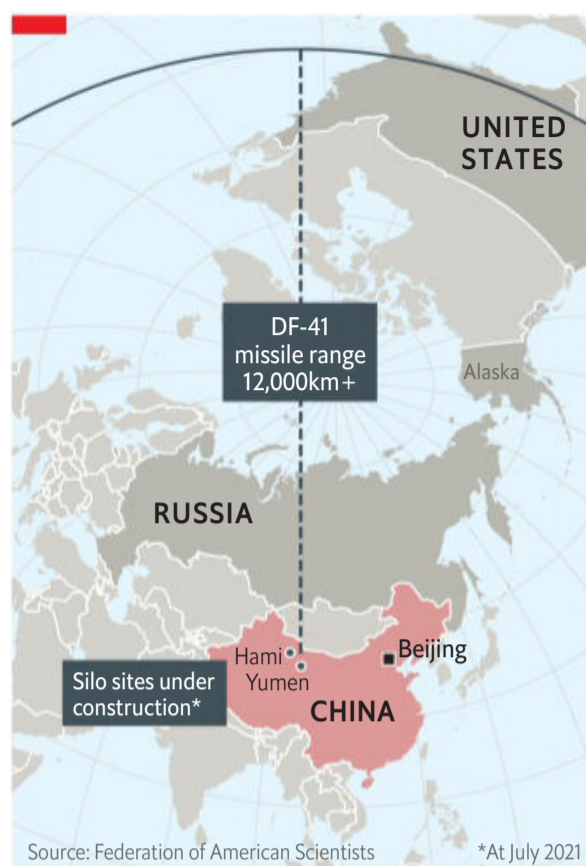 UNITED
STATES
DF-41
missile range
12,000km+
Alaska
RUSSIA
Hami
Beijing
Yumen
Silo sites under
construction*
CHINA
Source: Federation of American Scientists
*At July 2021